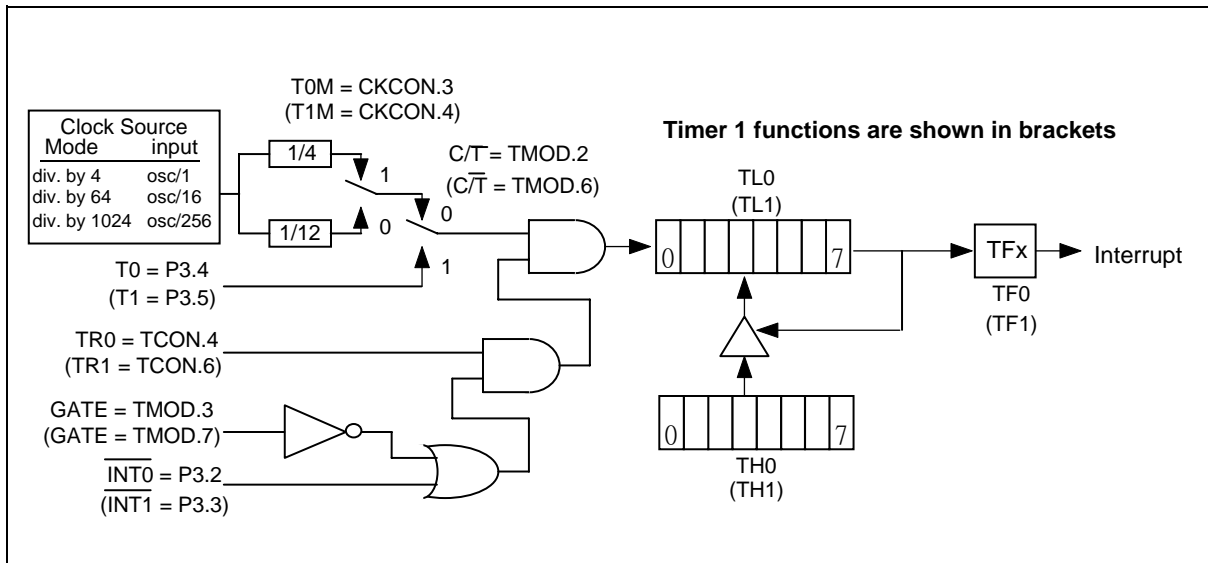 T0M = CKCON.3
(T1M = CKCON.4)
Clock Source
Mode input
div. by 4 osc/1
div. by 64 osc/16
div. by 1024 osc/256
1/4
1/12
1
0
C/T = TMOD.2
(C/T = TMOD.6)
0
1
T0 = P3.4
(T1 = P3.5)
TR0 = TCON.4
(TR1 = TCON.6)
GATE = TMOD.3
(GATE = TMOD.7)
INT0 = P3.2
(INT1 = P3.3)
Timer 1 functions are shown in brackets
TL0
(TL1)
0 7
TFx
Interrupt
TF0
(TF1)
0 7
TH0
(TH1)